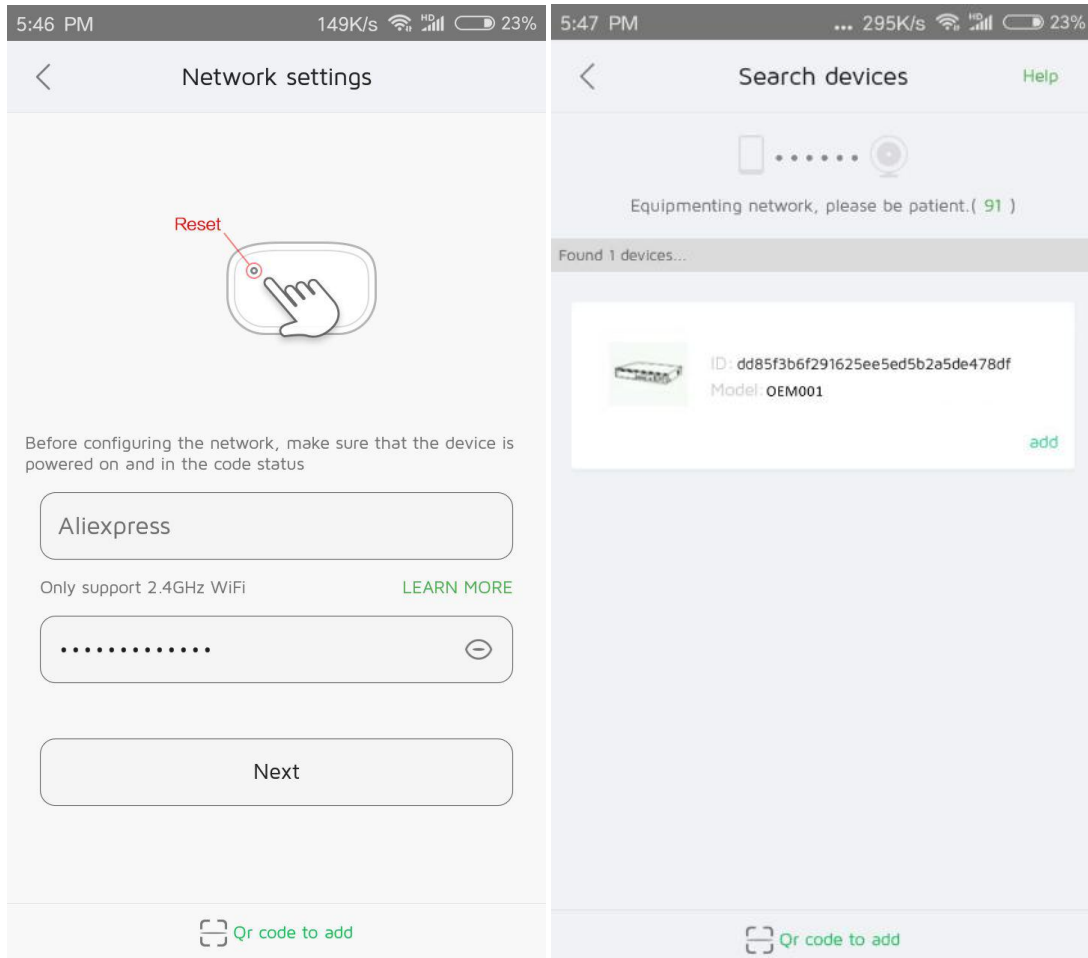 5:46 PM 149K/s HD 23%
Network settings
Reset
Before configuring the network, make sure that the device is
powered on and in the code status
Aliexpress
Only support 2.4GHz WiFi LEARN MORE
•••••••••••••
Next
Qr code to add
5:47 PM ... 295K/s HD 23%
Search devices Help
Equipmenting network, please be patient.( 91 )
Found 1 devices...
ID: dd85f3b6f291625ee5ed5b2a5de478df
Model: OEM001
add
Qr code to add